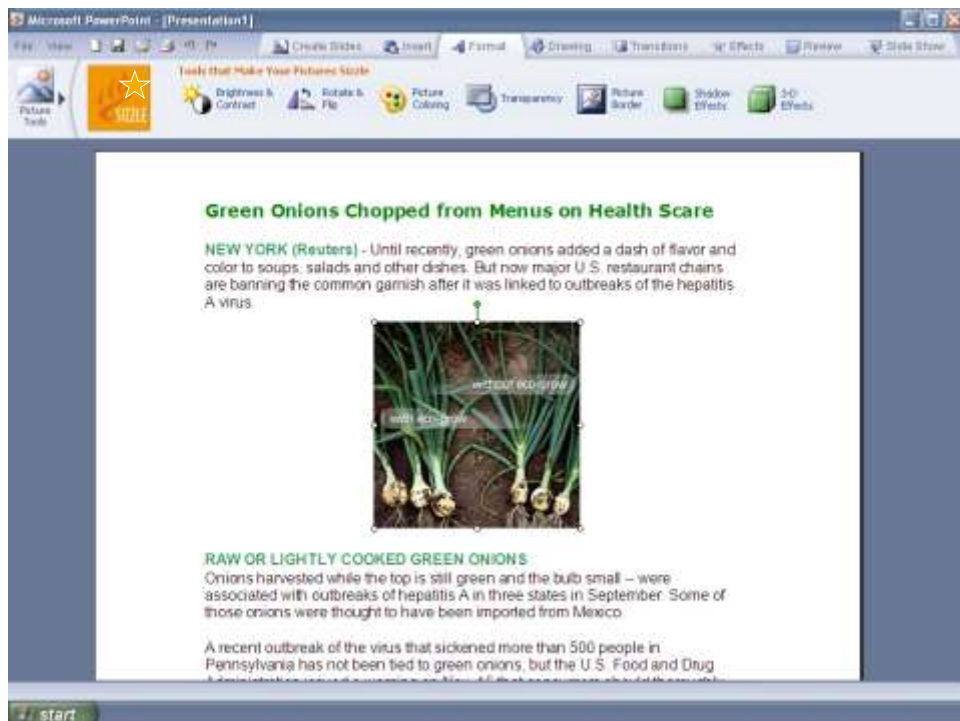 Microsoft PowerPoint - [Presentation1]
File View Create Slides Insert Format Drawing Transitions Effects Review Slide Show
Tools that Make Your Pictures Sizzle
Picture Tools
SIZZLE
Brightness & Contrast
Rotate & Flip
Picture Coloring
Transparency
Picture Border
Shadow Effects
3-D Effects
Green Onions Chopped from Menus on Health Scare
NEW YORK (Reuters) - Until recently, green onions added a dash of flavor and
color to soups, salads and other dishes. But now major U.S. restaurant chains
are banning the common garnish after it was linked to outbreaks of the hepatitis
A virus.
without eco-grow
with eco-grow
RAW OR LIGHTLY COOKED GREEN ONIONS
Onions harvested while the top is still green and the bulb small – were
associated with outbreaks of hepatitis A in three states in September. Some of
those onions were thought to have been imported from Mexico.
A recent outbreak of the virus that sickened more than 500 people in
Pennsylvania has not been tied to green onions, but the U.S. Food and Drug
start